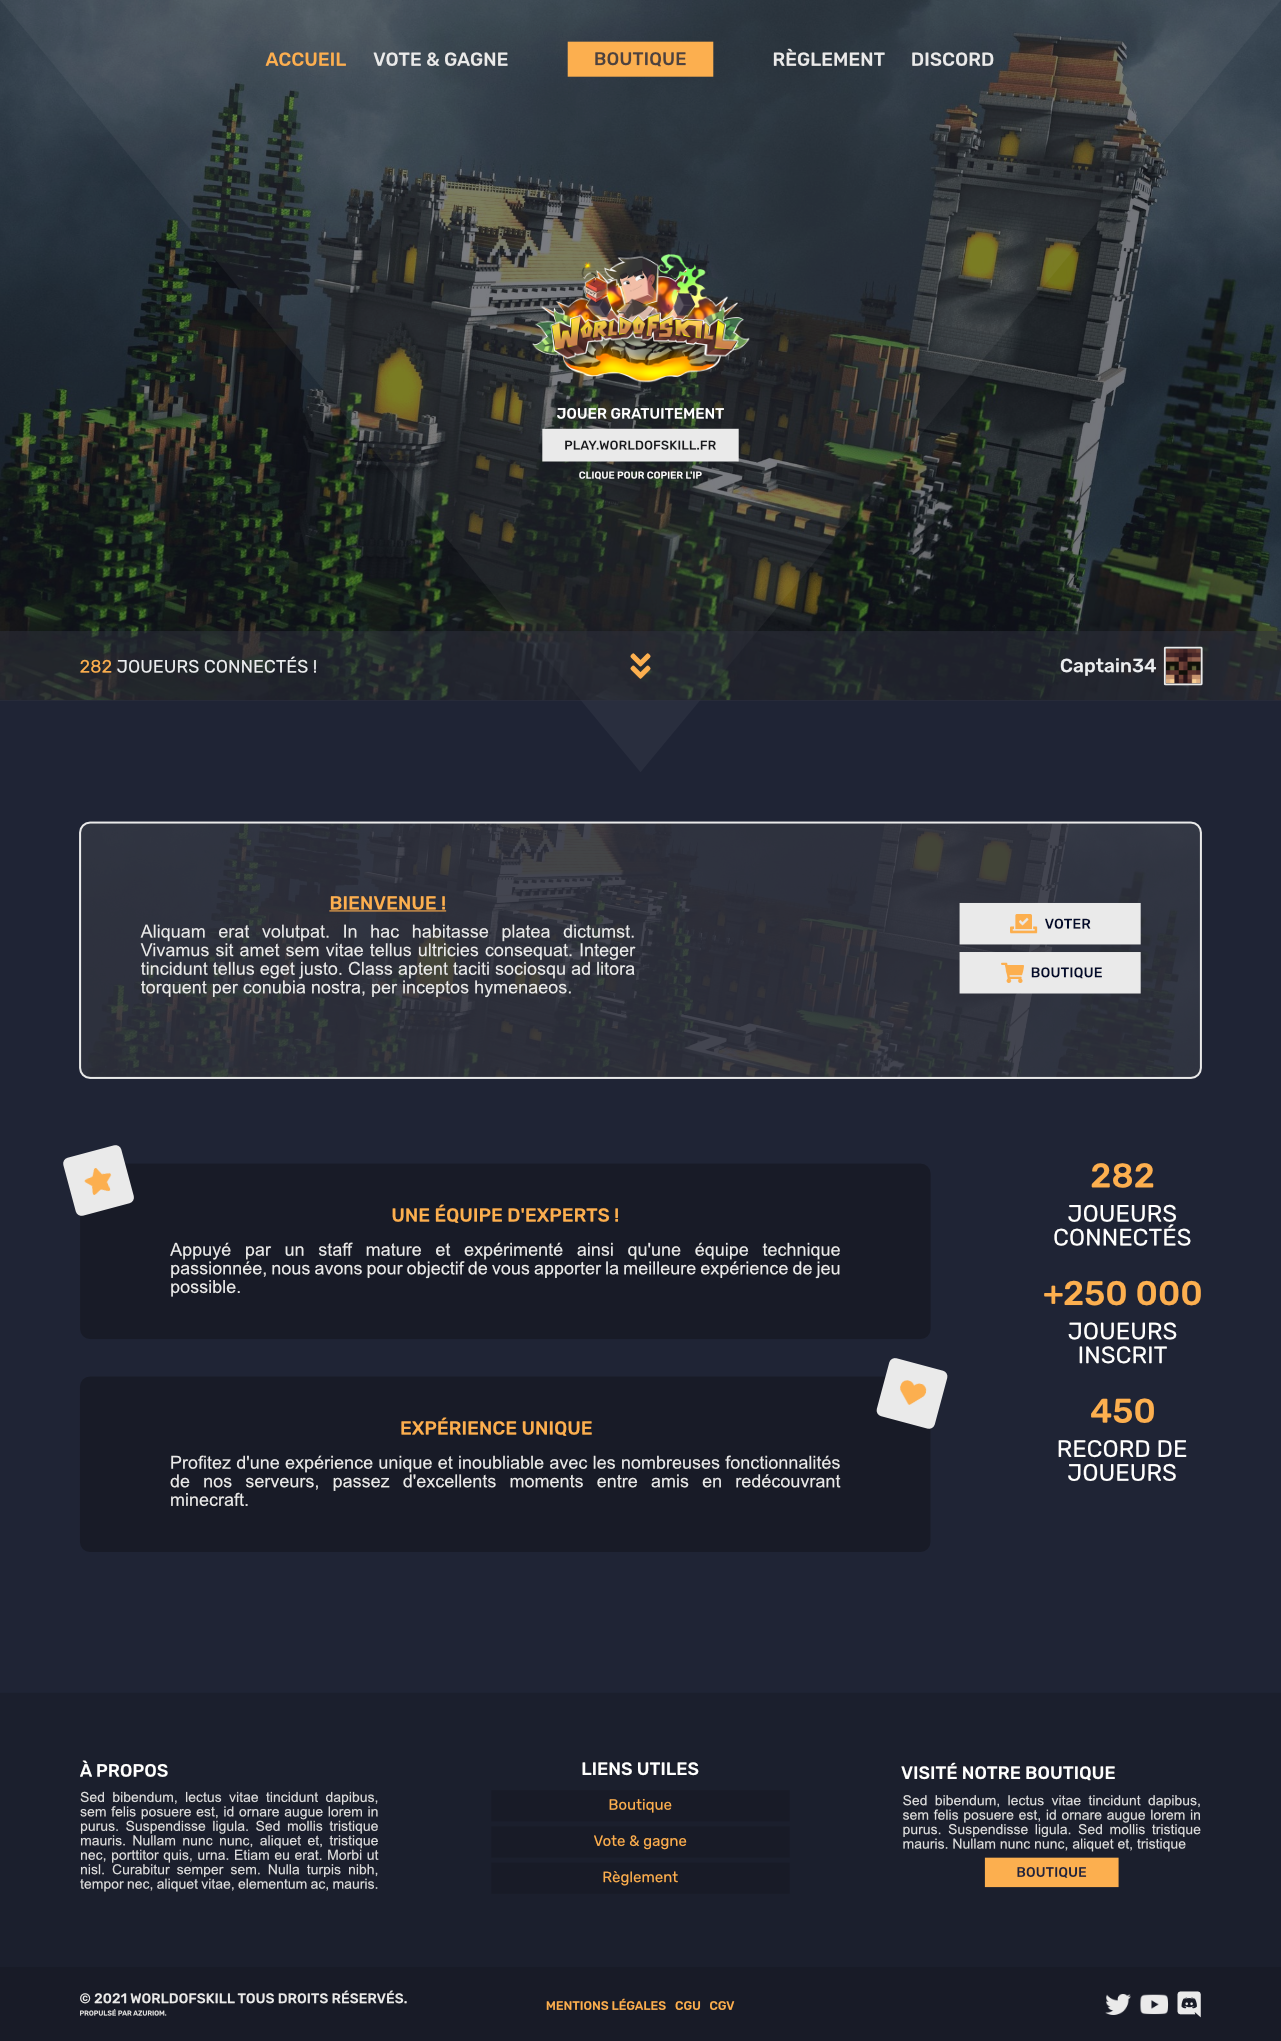 ACCUEIL VOTE & GAGNE BOUTIQUE RÈGLEMENT DISCORD
WORLDOFSKILL
JOUER GRATUITEMENT
PLAY.WORLDOFSKILL.FR
CLIQUE POUR COPIER L'IP
282 JOUEURS CONNECTÉS !
Captain34
BIENVENUE !
Aliquam erat volutpat. In hac habitasse platea dictumst.
Vivamus sit amet sem vitae tellus ultricies consequat. Integer
tincidunt tellus eget justo. Class aptent taciti sociosqu ad litora
torquent per conubia nostra, per inceptos hymenaeos.
VOTER
BOUTIQUE
UNE ÉQUIPE D'EXPERTS !
Appuyé par un staff mature et expérimenté ainsi qu'une équipe technique
passionnée, nous avons pour objectif de vous apporter la meilleure expérience de jeu
possible.
EXPÉRIENCE UNIQUE
Profitez d'une expérience unique et inoubliable avec les nombreuses fonctionnalités
de nos serveurs, passez d'excellents moments entre amis en redécouvrant
minecraft.
282
JOUEURS
CONNECTÉS
+250 000
JOUEURS
INSCRIT
450
RECORD DE
JOUEURS
À PROPOS
Sed bibendum, lectus vitae tincidunt dapibus,
sem felis posuere est, id ornare augue lorem in
purus. Suspendisse ligula. Sed mollis tristique
mauris. Nullam nunc nunc, aliquet et, tristique
nec, porttitor quis, urna. Etiam eu erat. Morbi ut
nisl. Curabitur semper sem. Nulla turpis nibh,
tempor nec, aliquet vitae, elementum ac, mauris.
LIENS UTILES
Boutique
Vote & gagne
Règlement
VISITÉ NOTRE BOUTIQUE
Sed bibendum, lectus vitae tincidunt dapibus,
sem felis posuere est, id ornare augue lorem in
purus. Suspendisse ligula. Sed mollis tristique
mauris. Nullam nunc nunc, aliquet et, tristique
BOUTIQUE
© 2021 WORLDOFSKILL TOUS DROITS RÉSERVÉS.
PROPULSÉ PAR AZURIOM.
MENTIONS LÉGALES CGU CGV